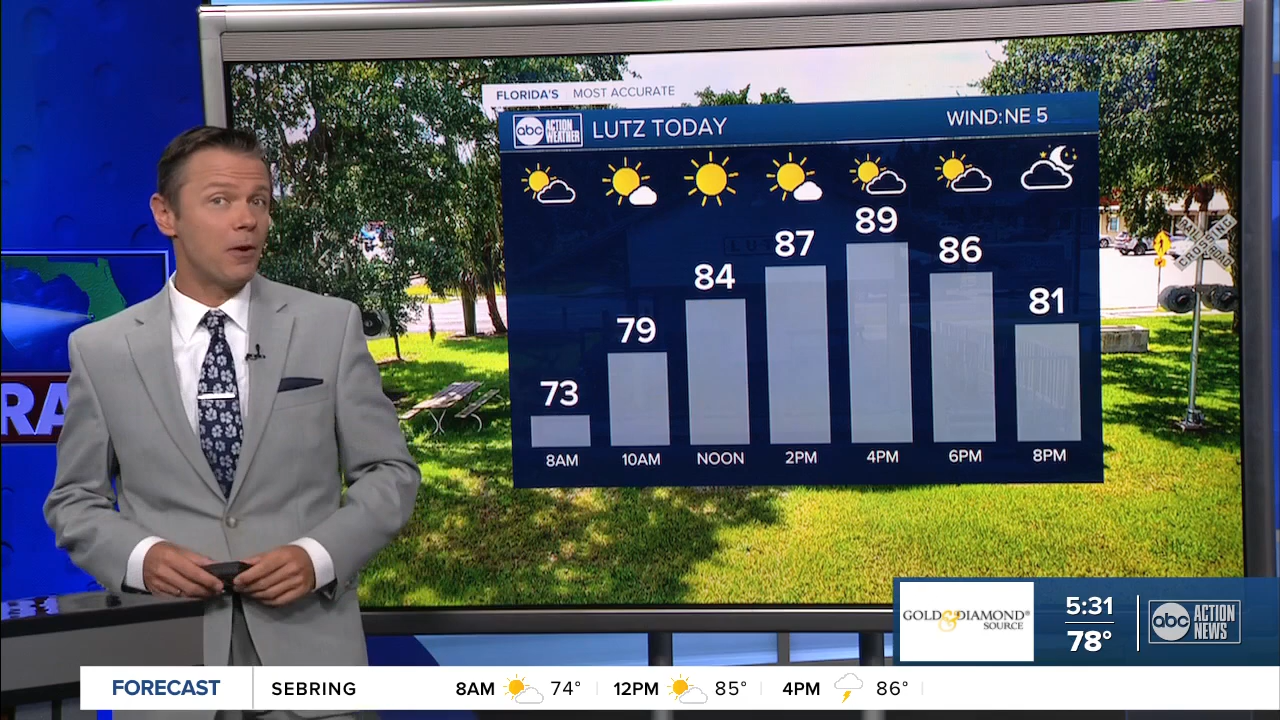 FLORIDA'S MOST ACCURATE
abc ACTION WEATHER LUTZ TODAY WIND:NE 5
73 79 84 87 89 86 81
8AM 10AM NOON 2PM 4PM 6PM 8PM
CROSSING
RA
GOLD & DIAMOND® SOURCE
5:31
78°
abc ACTION NEWS
FORECAST SEBRING 8AM 74° 12PM 85° 4PM 86°